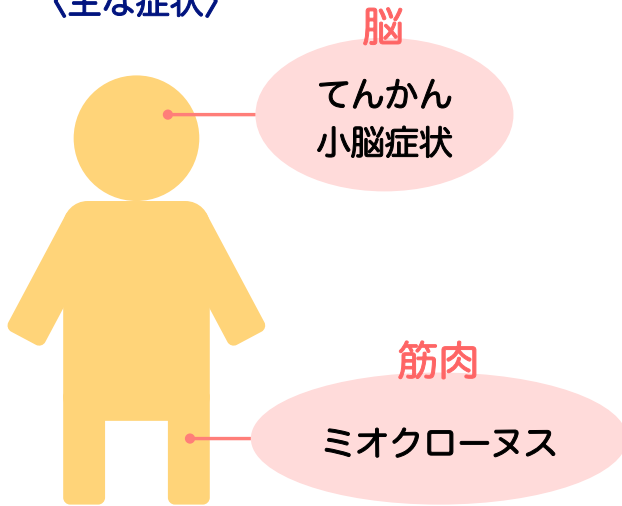 〈主な症状〉
脳
てんかん
小脳症状
筋肉
ミオクローヌス